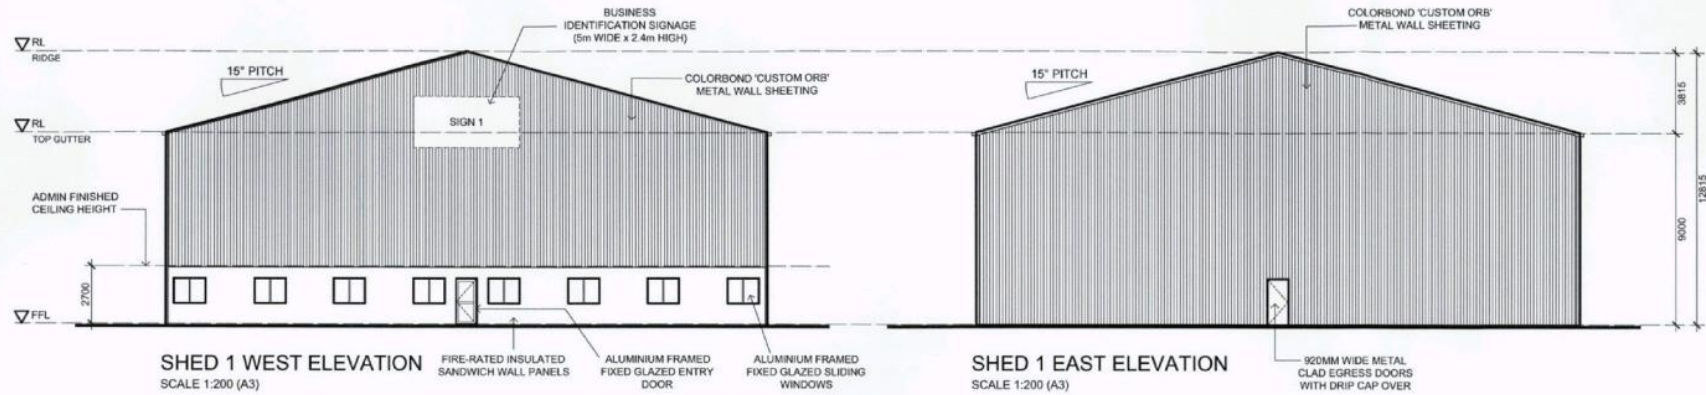 BUSINESS
IDENTIFICATION SIGNAGE
(5m WIDE x 2.4m HIGH)
RL
RIDGE
15° PITCH
COLORBOND 'CUSTOM ORB'
METAL WALL SHEETING
SIGN 1
RL
TOP GUTTER
ADMIN FINISHED
CEILING HEIGHT
2700
FFL
SHED 1 WEST ELEVATION
SCALE 1:200 (A3)
FIRE-RATED INSULATED
SANDWICH WALL PANELS
ALUMINIUM FRAMED
FIXED GLAZED ENTRY
DOOR
ALUMINIUM FRAMED
FIXED GLAZED SLIDING
WINDOWS
COLORBOND 'CUSTOM ORB'
METAL WALL SHEETING
15° PITCH
3815
9000
12815
SHED 1 EAST ELEVATION
SCALE 1:200 (A3)
920MM WIDE METAL
CLAD EGRESS DOORS
WITH DRIP CAP OVER